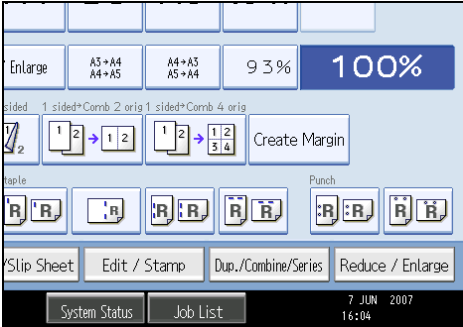 / Enlarge
A3→A4
A4→A5
A4→A3
A5→A4
93%
100%
sided
1 sided→Comb 2 orig
1 sided→Comb 4 orig
2
1 2 → 1 2
1 2 → 1 2
3 4
Create Margin
taple
Punch
R R
R
R R
R R
R R
R R
/Slip Sheet
Edit / Stamp
Dup./Combine/Series
Reduce / Enlarge
System Status
Job List
7 JUN 2007
16:04